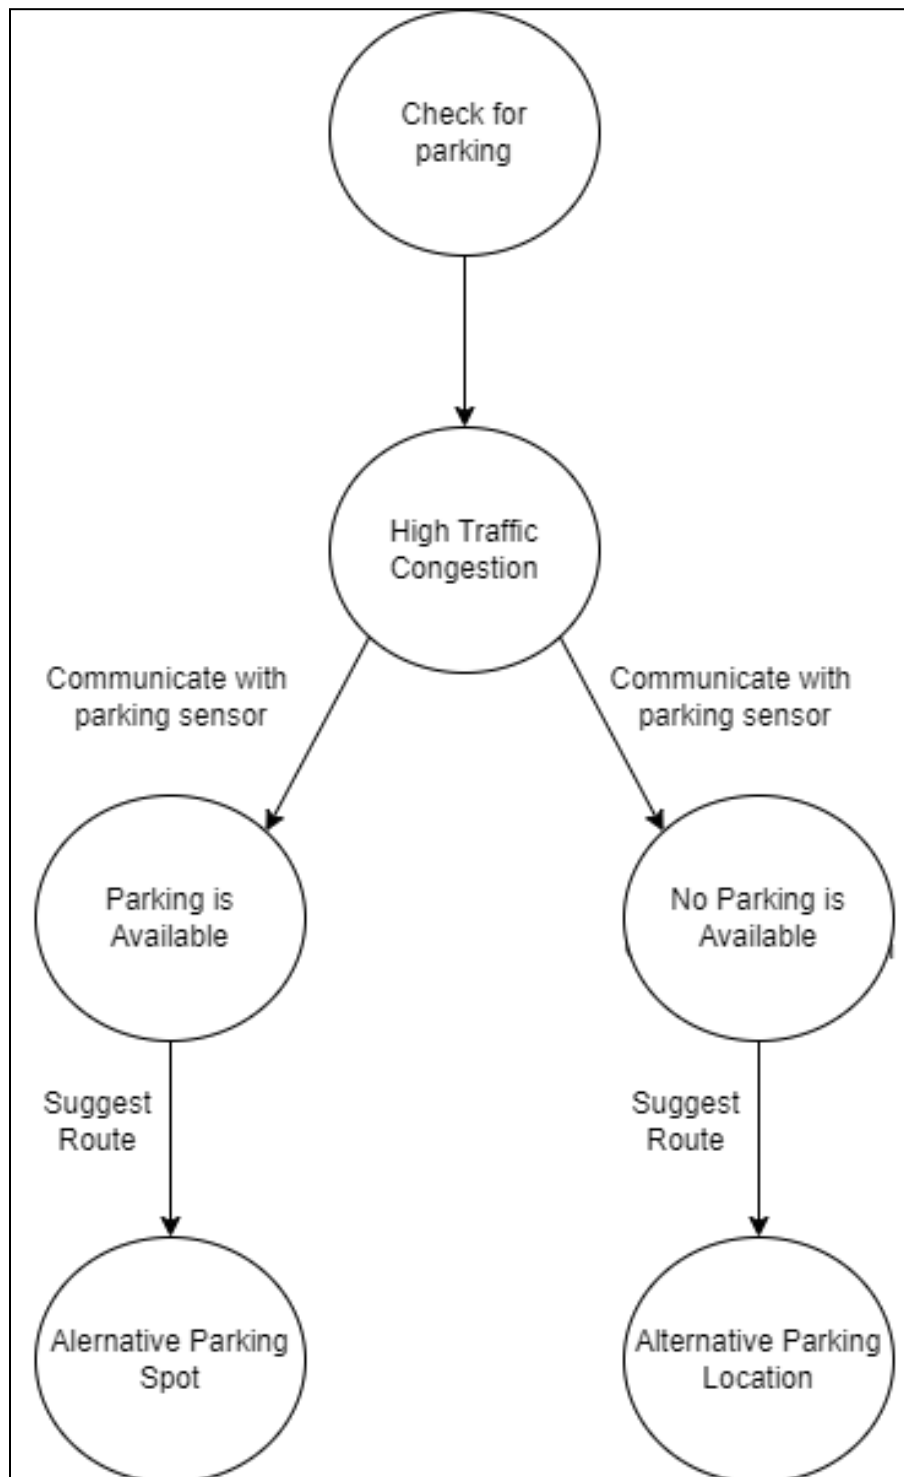 Check for
parking
High Traffic
Congestion
Communicate with
parking sensor
Communicate with
parking sensor
Parking is
Available
No Parking is
Available
Suggest
Route
Suggest
Route
Alernative Parking
Spot
Alternative Parking
Location